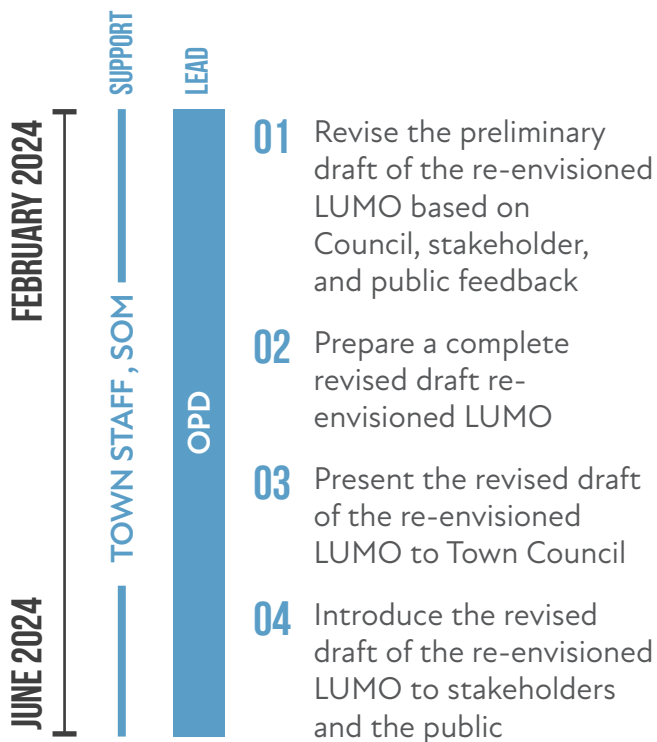 SUPPORT
LEAD
FEBRUARY 2024
JUNE 2024
TOWN STAFF, SOM
OPD
01 Revise the preliminary
draft of the re-envisioned
LUMO based on
Council, stakeholder,
and public feedback
02 Prepare a complete
revised draft re-
envisioned LUMO
03 Present the revised draft
of the re-envisioned
LUMO to Town Council
04 Introduce the revised
draft of the re-envisioned
LUMO to stakeholders
and the public